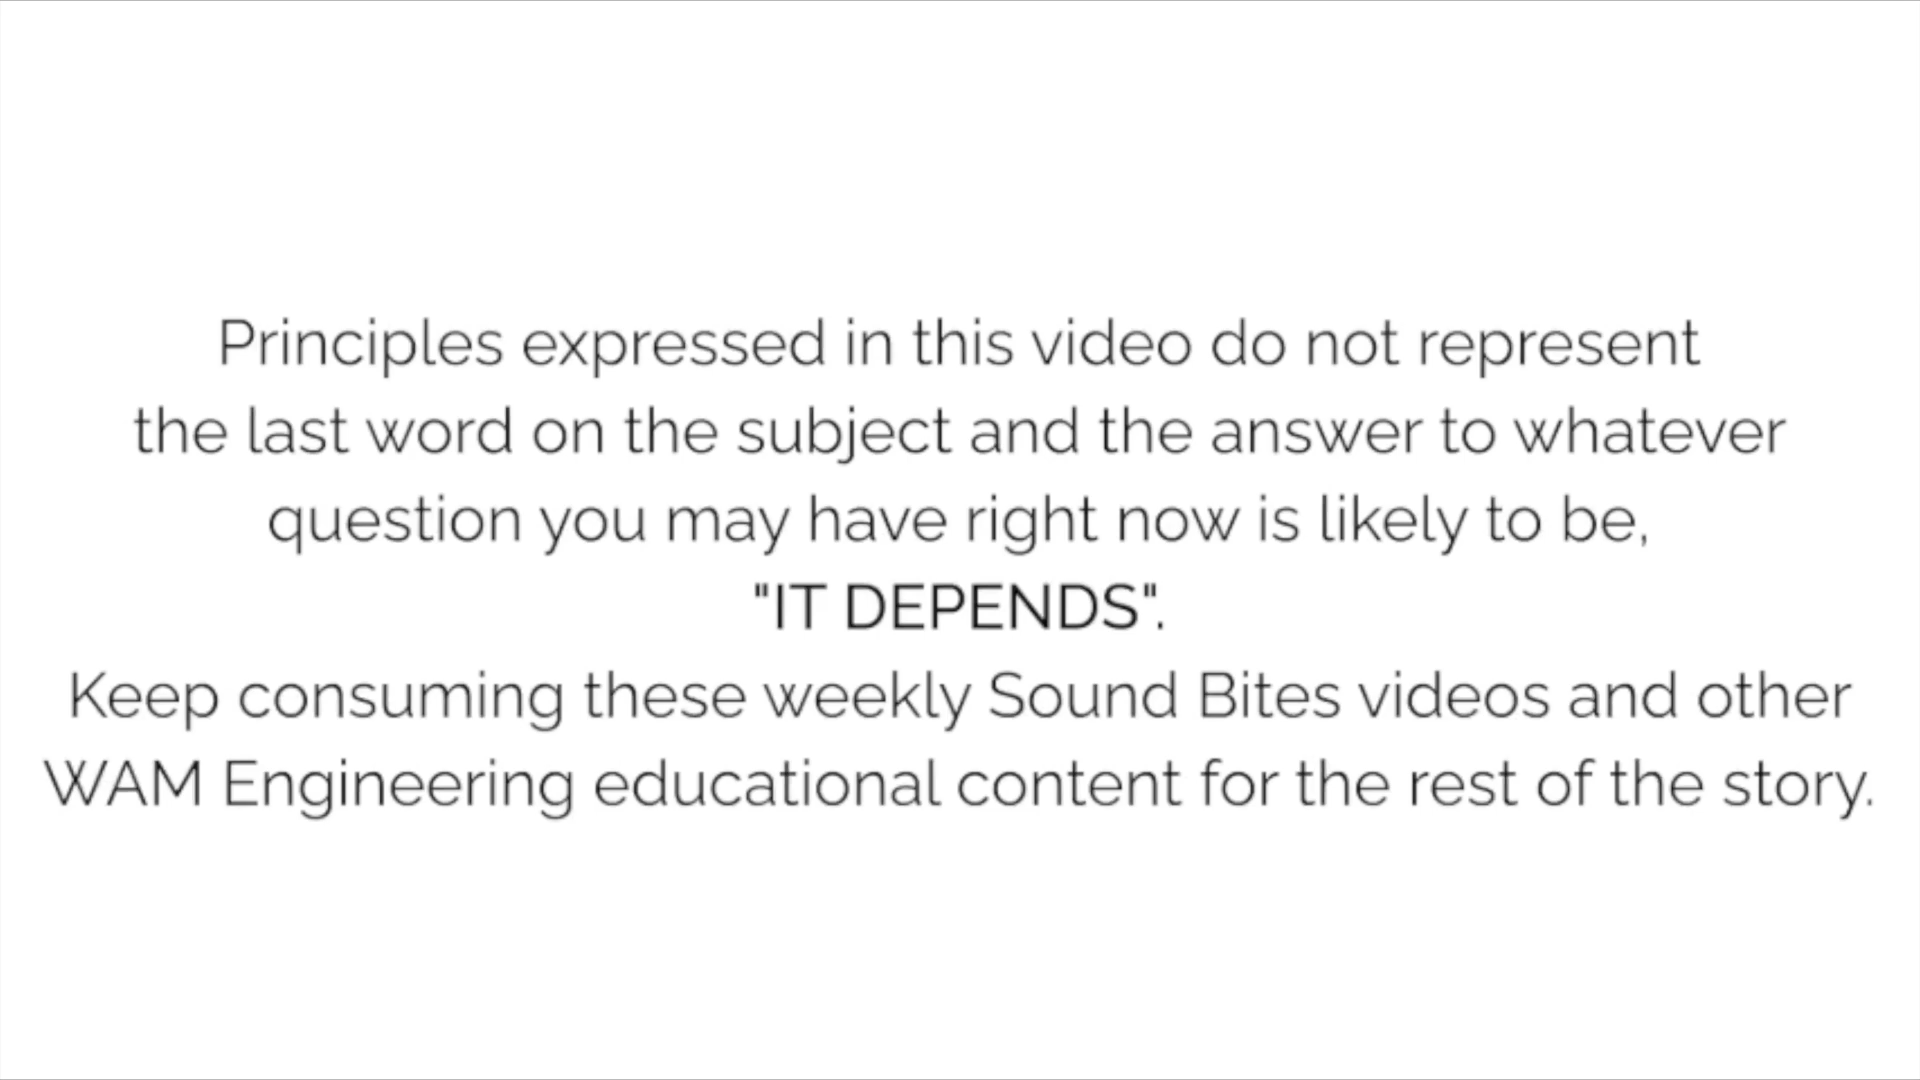 Principles expressed in this video do not represent
the last word on the subject and the answer to whatever
question you may have right now is likely to be,
"IT DEPENDS".
Keep consuming these weekly Sound Bites videos and other
WAM Engineering educational content for the rest of the story.